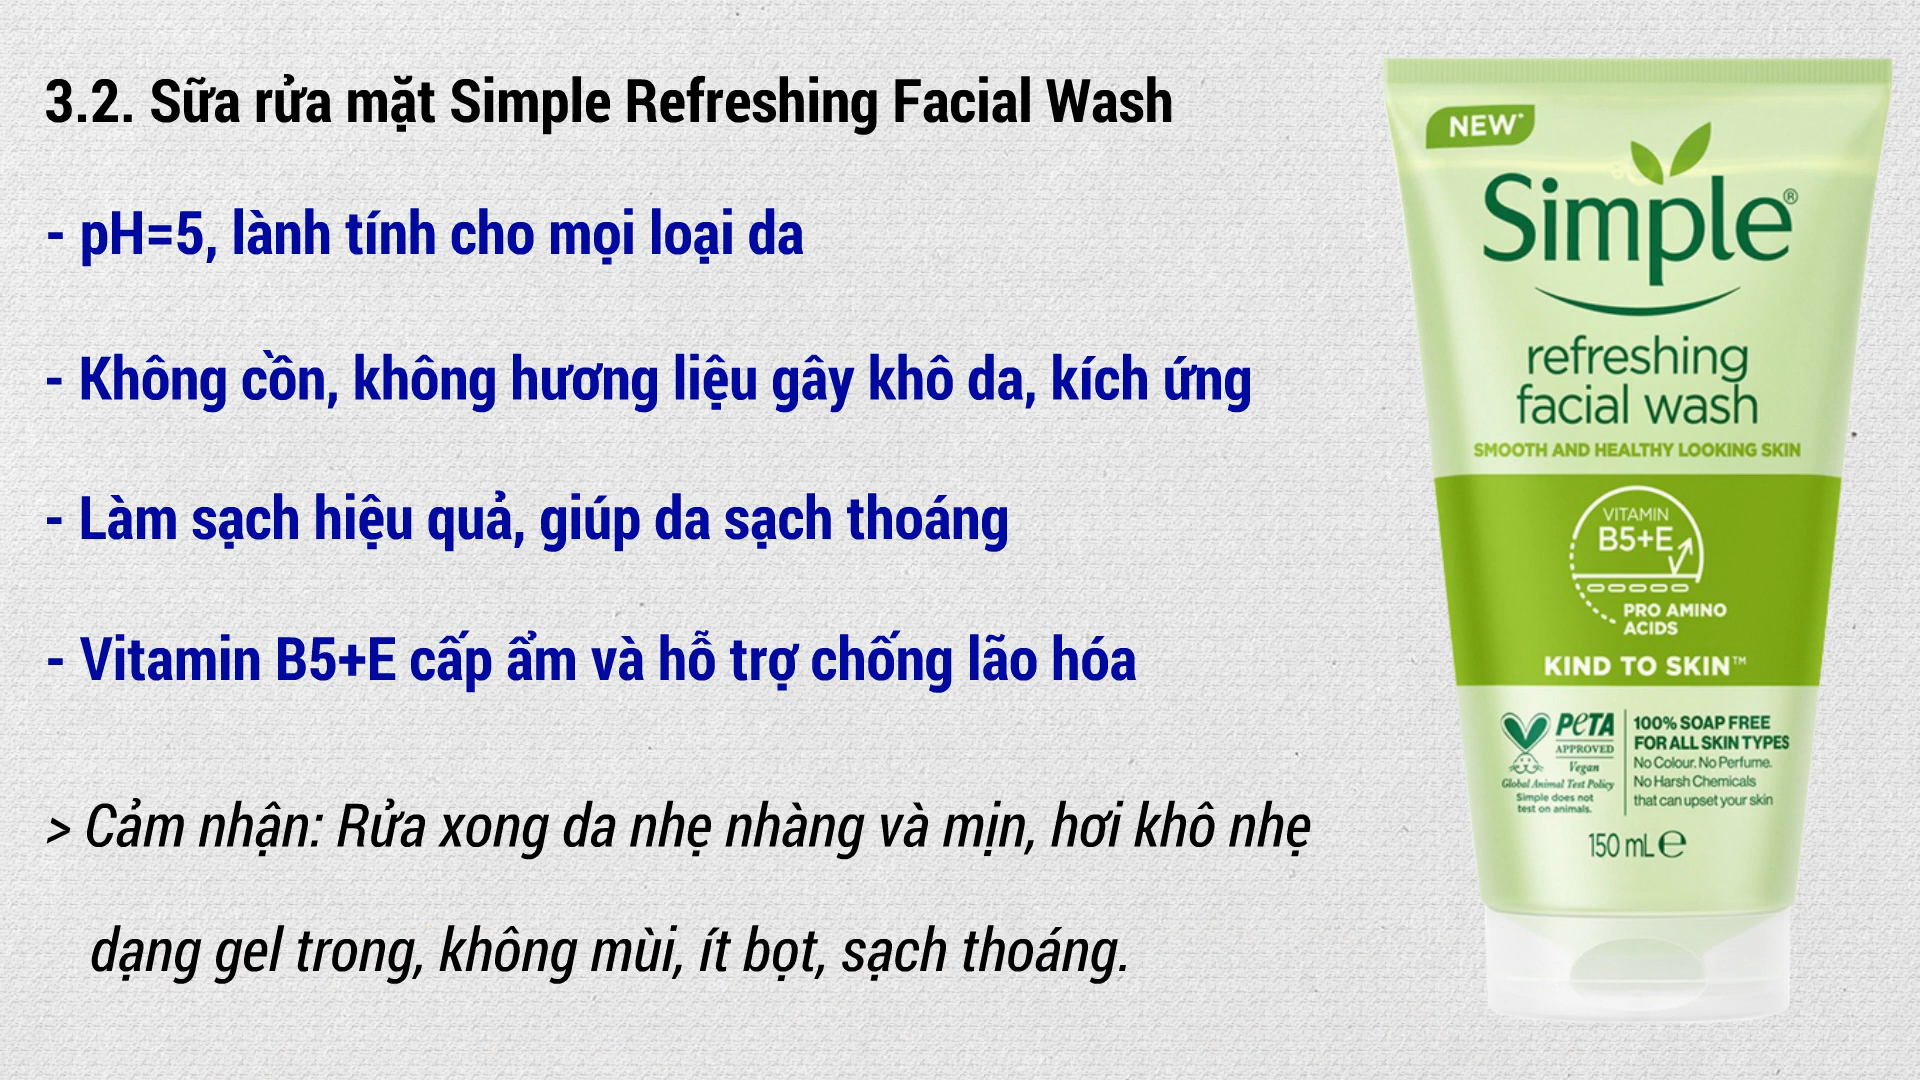 3.2. Sữa rửa mặt Simple Refreshing Facial Wash
- pH=5, lành tính cho mọi loại da
- Không cồn, không hương liệu gây khô da, kích ứng
- Làm sạch hiệu quả, giúp da sạch thoáng
- Vitamin B5+E cấp ẩm và hỗ trợ chống lão hóa
> Cảm nhận: Rửa xong da nhẹ nhàng và mịn, hơi khô nhẹ
dạng gel trong, không mùi, ít bọt, sạch thoáng.
NEW*
Simple®
refreshing
facial wash
SMOOTH AND HEALTHY LOOKING SKIN
VITAMIN
B5+E
PRO AMINO
ACIDS
KIND TO SKIN™
PETA
APPROVED
Vegan
Global Animal Test Policy
Simple does not
test on animals.
100% SOAP FREE
FOR ALL SKIN TYPES
No Colour. No Perfume.
No Harsh Chemicals
that can upset your skin
150 mL ℮